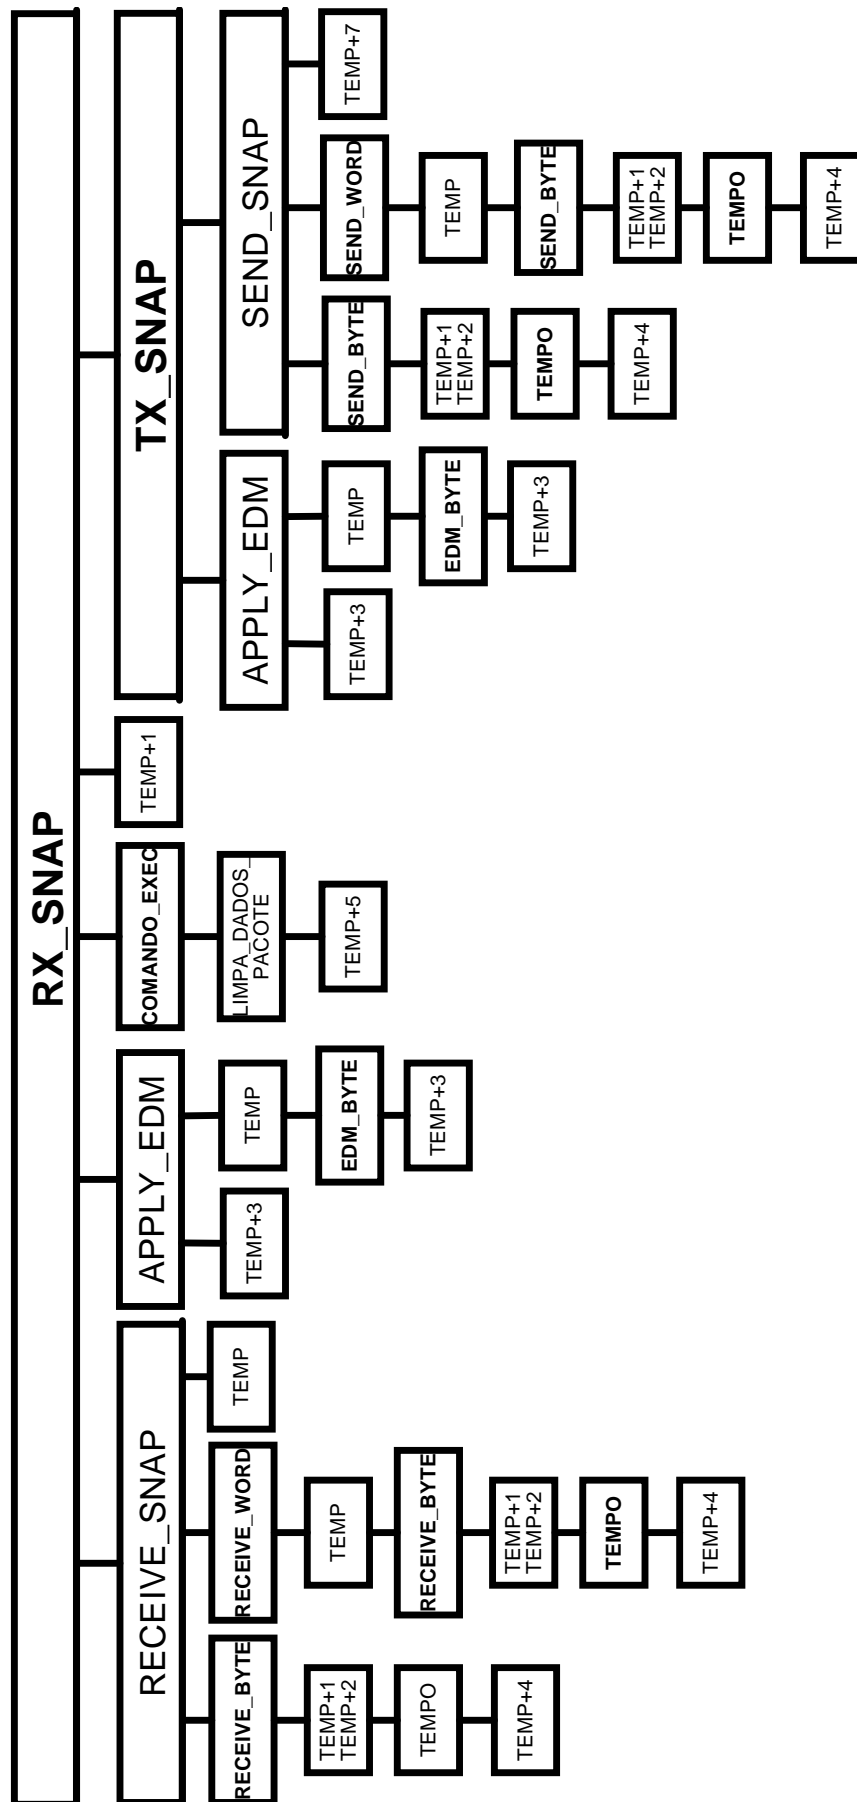 RX_SNAP
RECEIVE_SNAP
APPLY_EDM
COMANDO_EXEC
TEMP+1
TX_SNAP
RECEIVE_BYTE
RECEIVE_WORD
TEMP
TEMP+3
TEMP
LIMPA_DADOS_
PACOTE
APPLY_EDM
SEND_SNAP
TEMP+1
TEMP+2
TEMP
EDM_BYTE
TEMP+5
TEMP+3
TEMP
SEND_BYTE
SEND_WORD
TEMP+7
TEMPO
RECEIVE_BYTE
TEMP+3
EDM_BYTE
TEMP+1
TEMP+2
TEMP
TEMP+4
TEMP+1
TEMP+2
TEMP+3
TEMPO
SEND_BYTE
TEMPO
TEMP+4
TEMP+1
TEMP+2
TEMP+4
TEMPO
TEMP+4